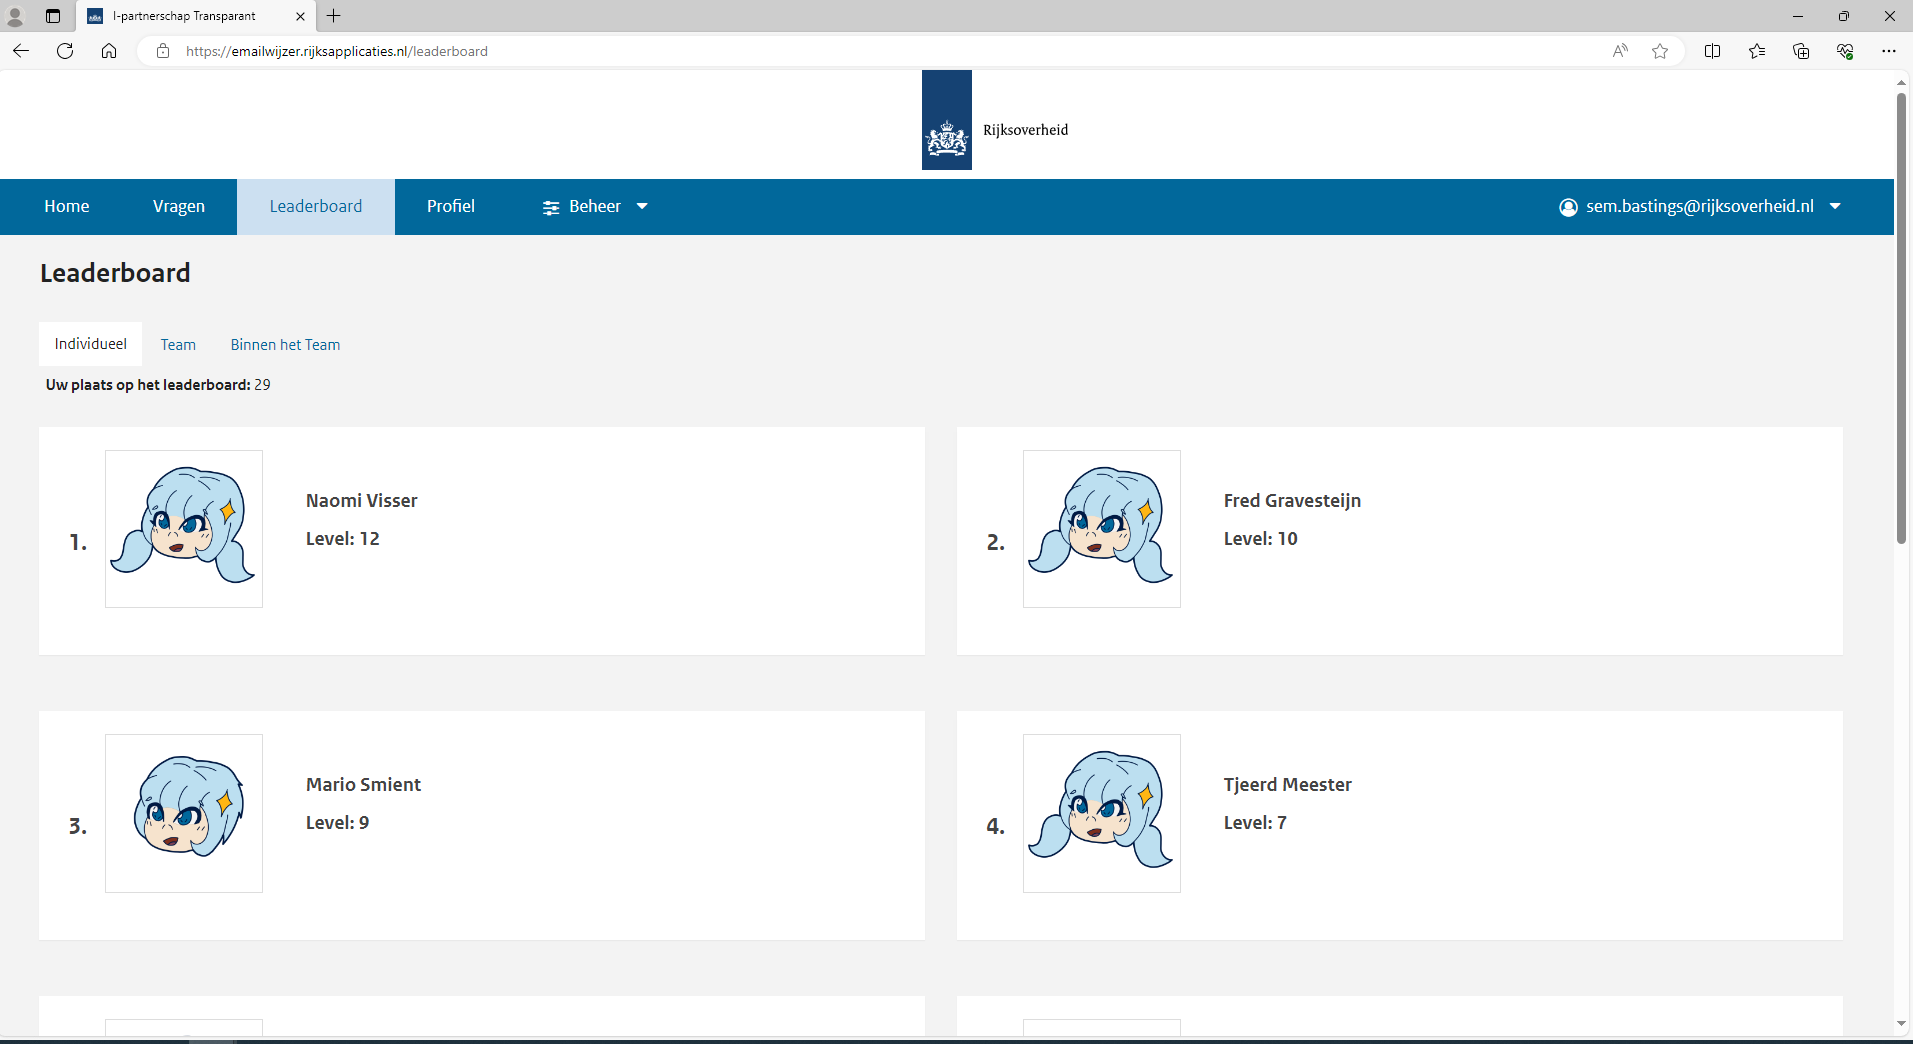 I-partnerschap Transparant
https://emailwijzer.rijksapplicaties.nl/leaderboard
Rijksoverheid
Home Vragen Leaderboard Profiel Beheer sem.bastings@rijksoverheid.nl
Leaderboard
Individueel Team Binnen het Team
Uw plaats op het leaderboard: 29
1. Naomi Visser
Level: 12
2. Fred Gravesteijn
Level: 10
3. Mario Smient
Level: 9
4. Tjeerd Meester
Level: 7